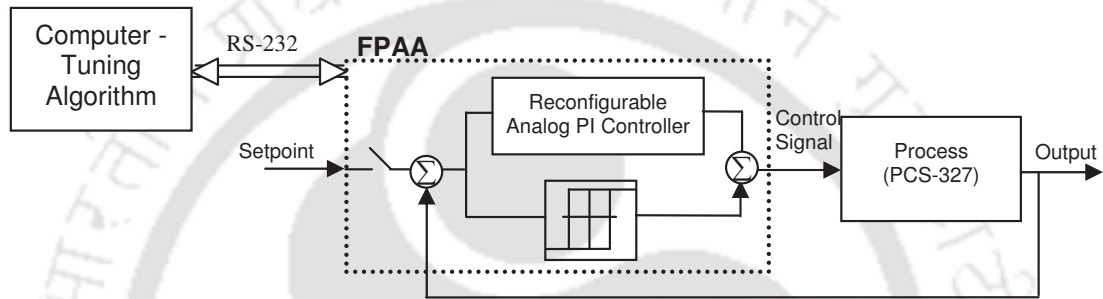 Computer -
Tuning
Algorithm
RS-232
FPAA
Reconfigurable
Analog PI Controller
Setpoint
Σ
Σ
Control
Signal
Process
(PCS-327)
Output